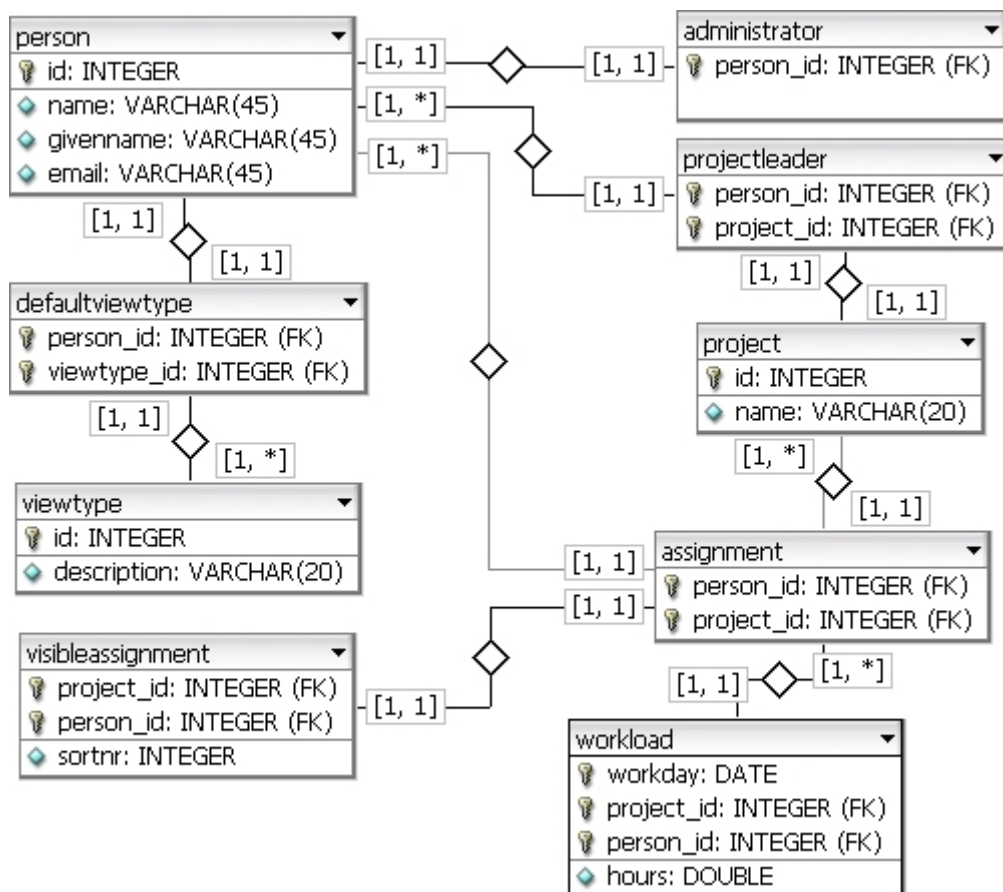 person
id: INTEGER
name: VARCHAR(45)
givenname: VARCHAR(45)
email: VARCHAR(45)
[1, 1]
[1, 1]
administrator
person_id: INTEGER (FK)
[1, *]
[1, 1]
projectleader
person_id: INTEGER (FK)
project_id: INTEGER (FK)
[1, *]
[1, 1]
[1, 1]
[1, 1]
defaultviewtype
person_id: INTEGER (FK)
viewtype_id: INTEGER (FK)
[1, 1]
[1, 1]
project
id: INTEGER
name: VARCHAR(20)
[1, 1]
[1, *]
viewtype
id: INTEGER
description: VARCHAR(20)
[1, *]
[1, 1]
assignment
person_id: INTEGER (FK)
project_id: INTEGER (FK)
[1, 1]
[1, 1]
visibleassignment
project_id: INTEGER (FK)
person_id: INTEGER (FK)
sortnr: INTEGER
[1, *]
[1, 1]
workload
workday: DATE
project_id: INTEGER (FK)
person_id: INTEGER (FK)
hours: DOUBLE